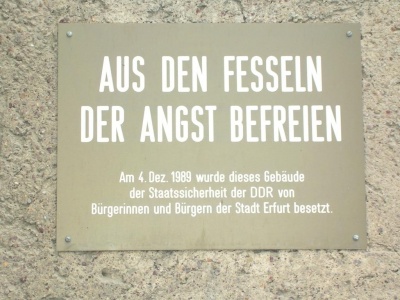 AUS DEN FESSELN
DER ANGST BEFREIEN
Am 4. Dez. 1989 wurde dieses Gebäude
der Staatssicherheit der DDR von
Bürgerinnen und Bürgern der Stadt Erfurt besetzt.